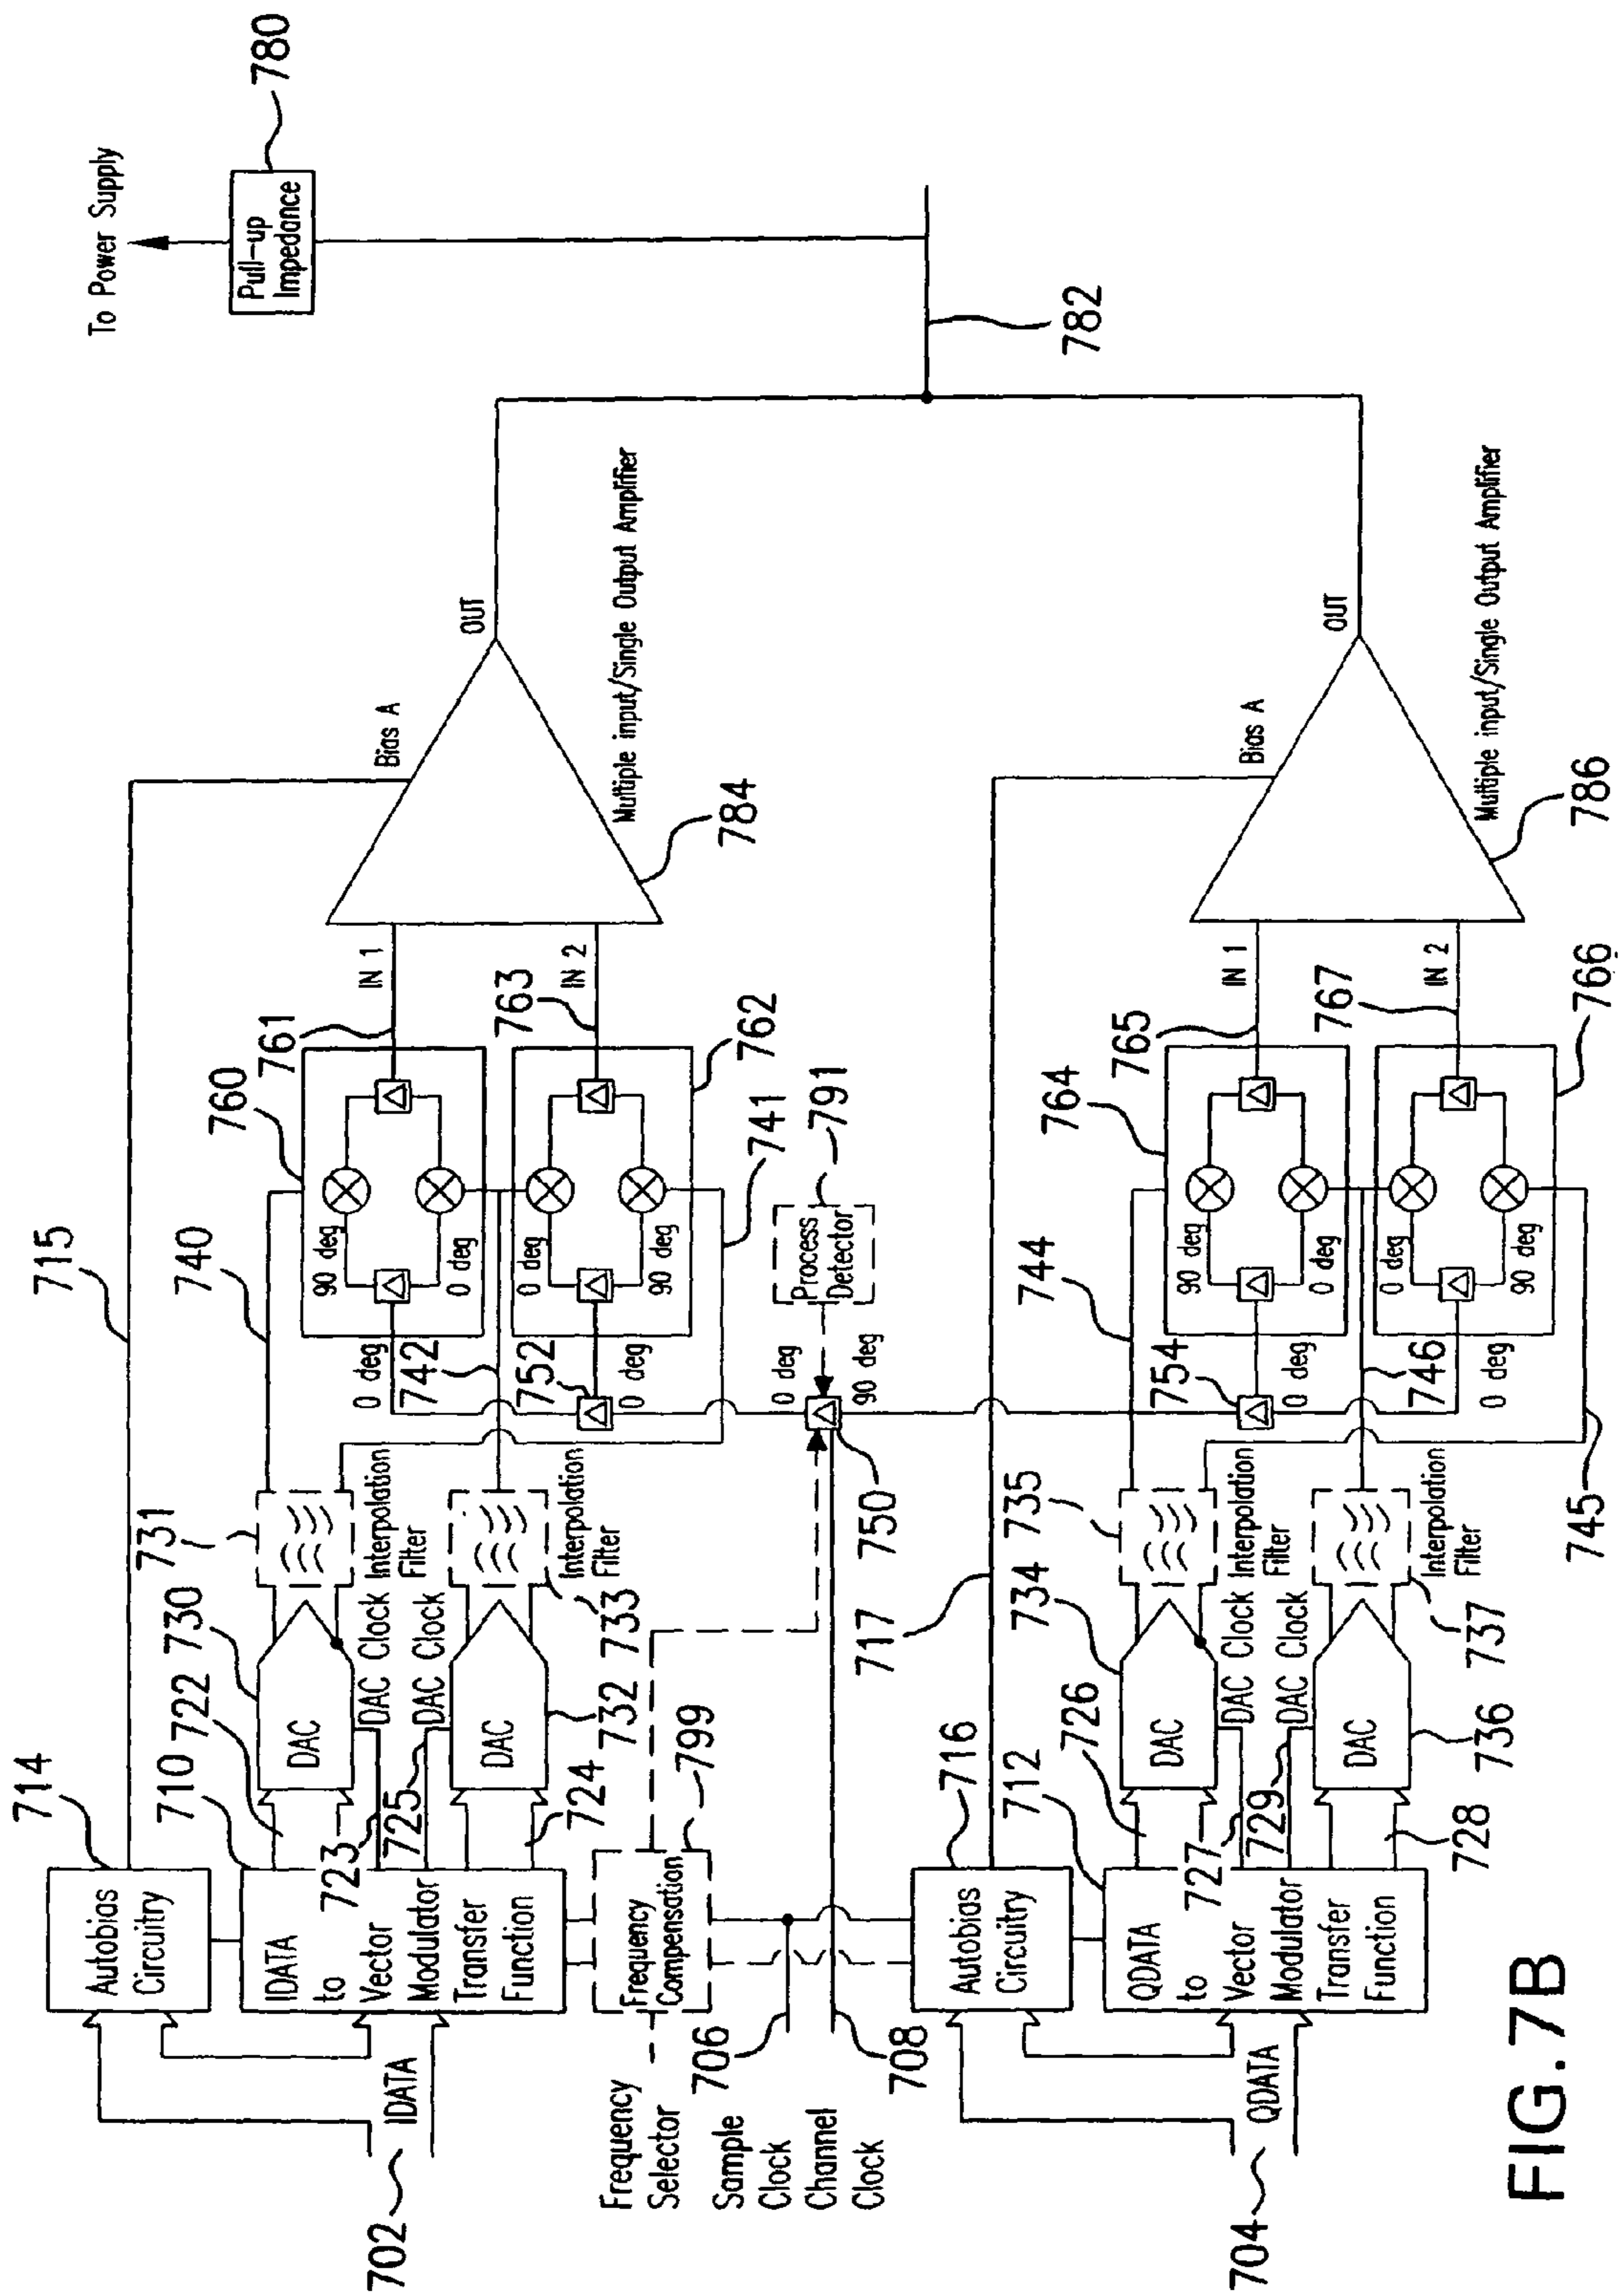 702
IDATA
714
Autobias
Circuitry
715
710
IDATA
to
Vector
Modulator
Transfer
Function
722
723
725
724
DAC
730
DAC Clock
DAC Clock
DAC
732
731
Interpolation
Filter
733
Interpolation
Filter
740
742
741
0 deg
752
0 deg
760
90 deg
0 deg
0 deg
90 deg
762
761
763
IN 1
IN 2
Bias A
OUT
784
Multiple input/Single Output Amplifier
To Power Supply
Pull-up
Impedance
780
782
Frequency
Selector
Frequency
Compensation
799
Sample
Clock
706
Channel
Clock
708
750
0 deg
90 deg
Process
Detector
791
704
QDATA
716
Autobias
Circuitry
717
712
QDATA
to
Vector
Modulator
Transfer
Function
726
727
729
728
DAC
734
DAC Clock
DAC Clock
DAC
736
735
Interpolation
Filter
737
Interpolation
Filter
744
746
745
754
0 deg
0 deg
764
90 deg
0 deg
0 deg
90 deg
766
765
767
IN 1
IN 2
Bias A
OUT
786
Multiple input/Single Output Amplifier
FIG.7B